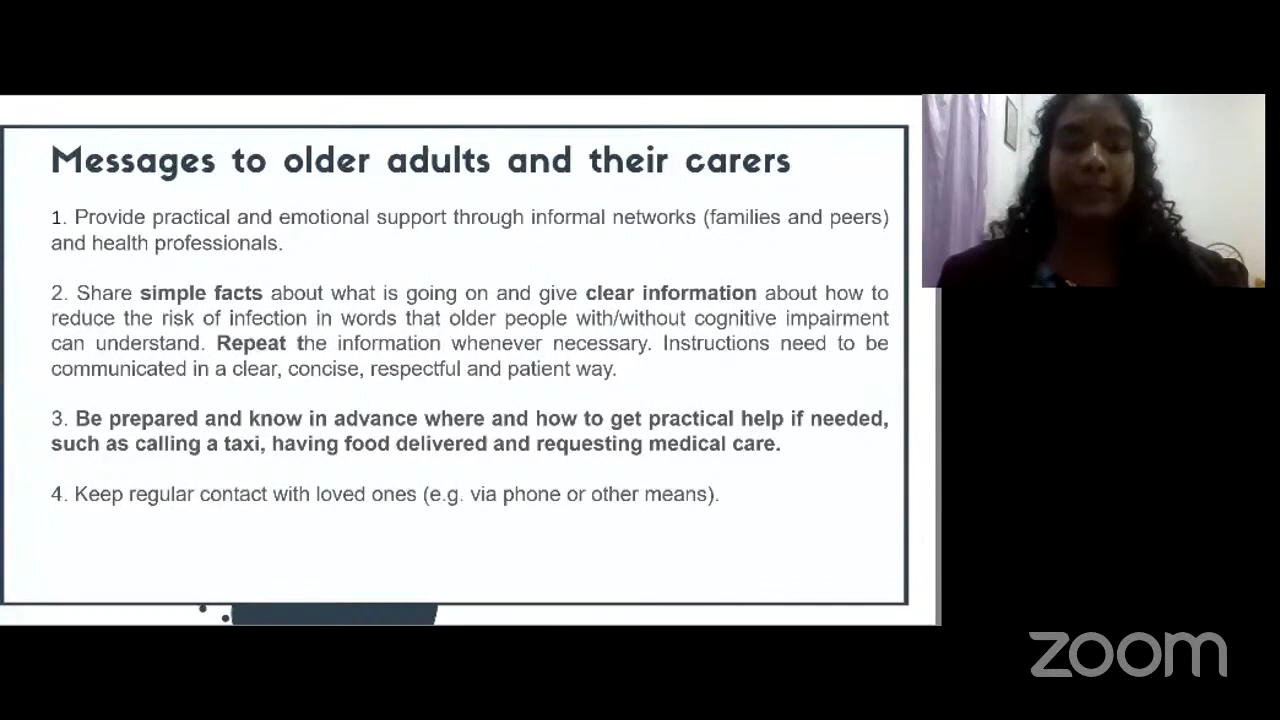 Messages to older adults and their carers
1. Provide practical and emotional support through informal networks (families and peers)
and health professionals.
2. Share simple facts about what is going on and give clear information about how to
reduce the risk of infection in words that older people with/without cognitive impairment
can understand. Repeat the information whenever necessary. Instructions need to be
communicated in a clear, concise, respectful and patient way.
3. Be prepared and know in advance where and how to get practical help if needed,
such as calling a taxi, having food delivered and requesting medical care.
4. Keep regular contact with loved ones (e.g. via phone or other means).
zoom